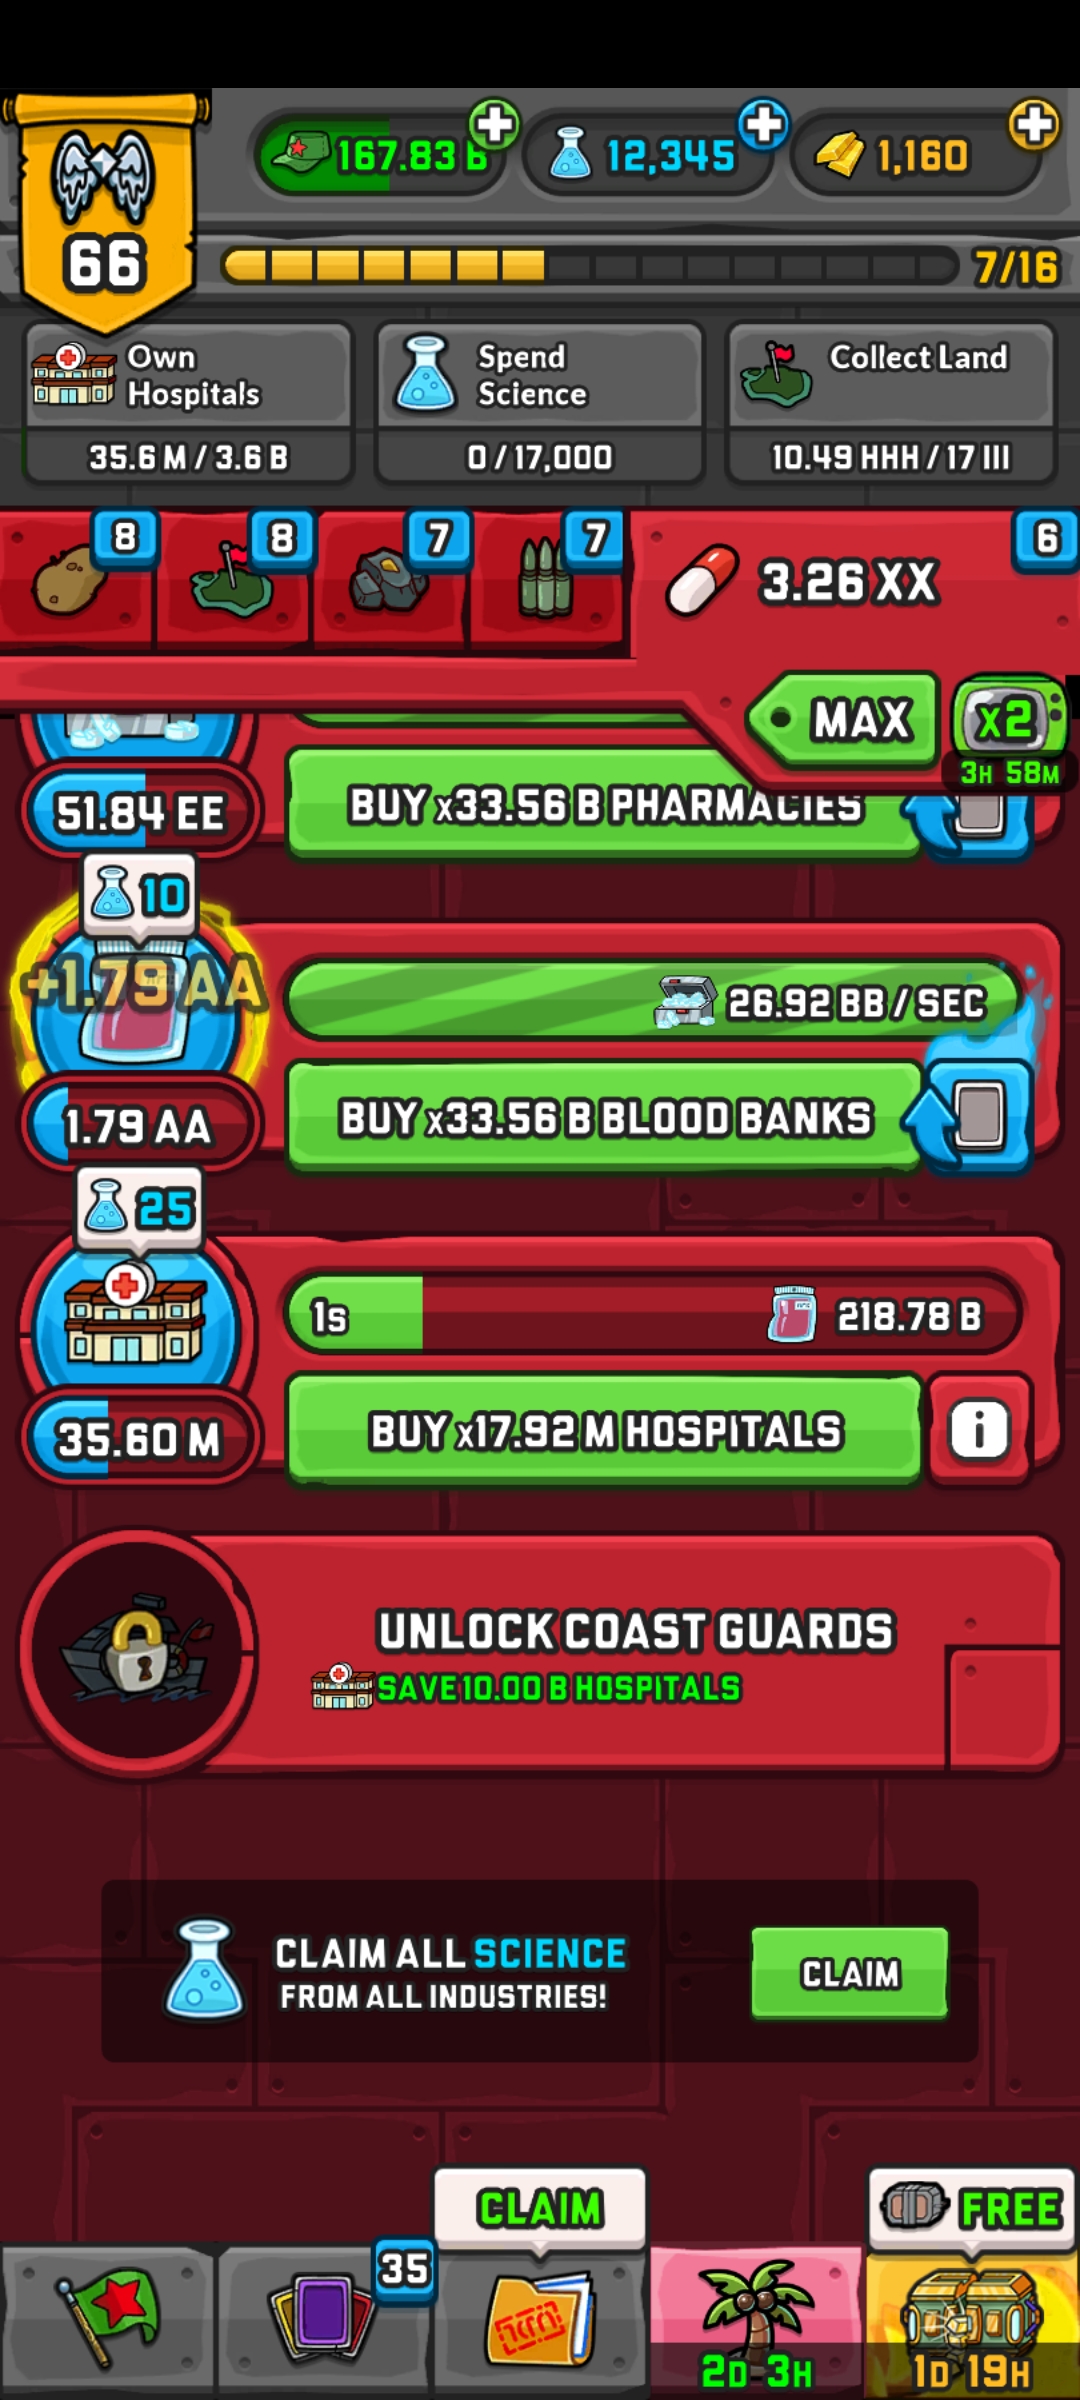 167.83 B
12,345
1,160
66
7/16
Own
Hospitals
35.6 M / 3.6 B
Spend
Science
0 / 17,000
Collect Land
10.49 HHH / 17 III
8
8
7
7
6
3.26 XX
MAX
x2
3H 58M
51.84 EE
BUY x33.56 B PHARMACIES
10
+1.79 AA
26.92 BB / SEC
1.79 AA
BUY x33.56 B BLOOD BANKS
25
1s
218.78 B
35.60 M
BUY x17.92 M HOSPITALS
i
UNLOCK COAST GUARDS
SAVE 10.00 B HOSPITALS
CLAIM ALL SCIENCE
FROM ALL INDUSTRIES!
CLAIM
CLAIM
FREE
35
2D 3H
1D 19H